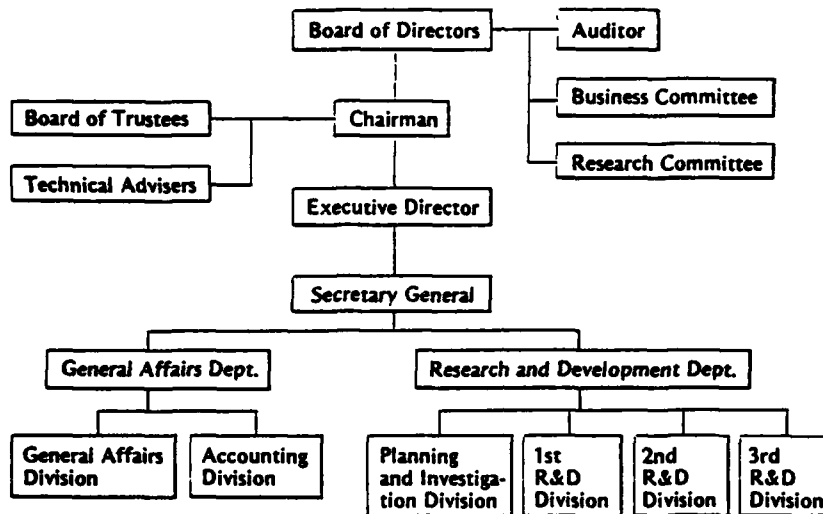 Board of Directors
Auditor
Business Committee
Board of Trustees
Chairman
Research Committee
Technical Advisers
Executive Director
Secretary General
General Affairs Dept.
Research and Development Dept.
General Affairs
Division
Accounting
Division
Planning
and Investiga-
tion Division
1st
R&D
Division
2nd
R&D
Division
3rd
R&D
Division